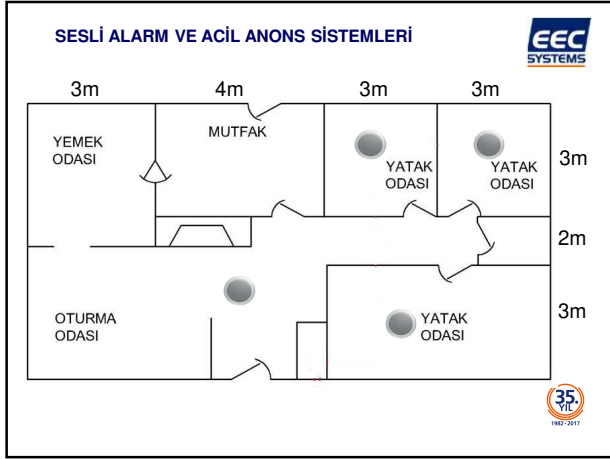 SESLİ ALARM VE ACİL ANONS SİSTEMLERİ
EEC
SYSTEMS
3m 4m 3m 3m
YEMEK
ODASI
MUTFAK
YATAK
ODASI
YATAK
ODASI
3m
2m
3m
OTURMA
ODASI
YATAK
ODASI
35.
YIL
1982-2017